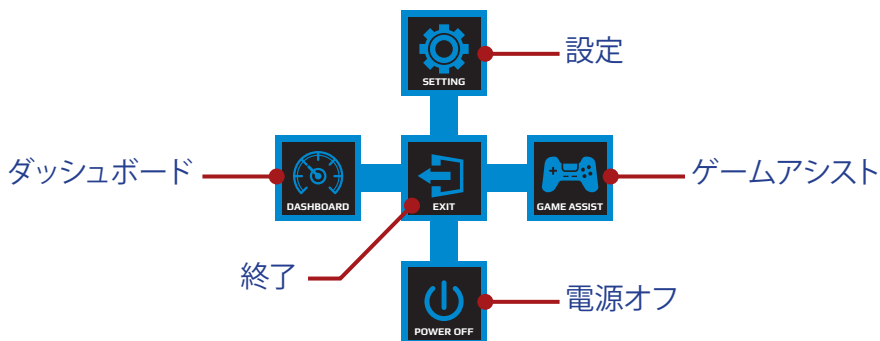 設定
SETTING
ダッシュボード
DASHBOARD
EXIT
GAME ASSIST
ゲームアシスト
終了
POWER OFF
電源オフ